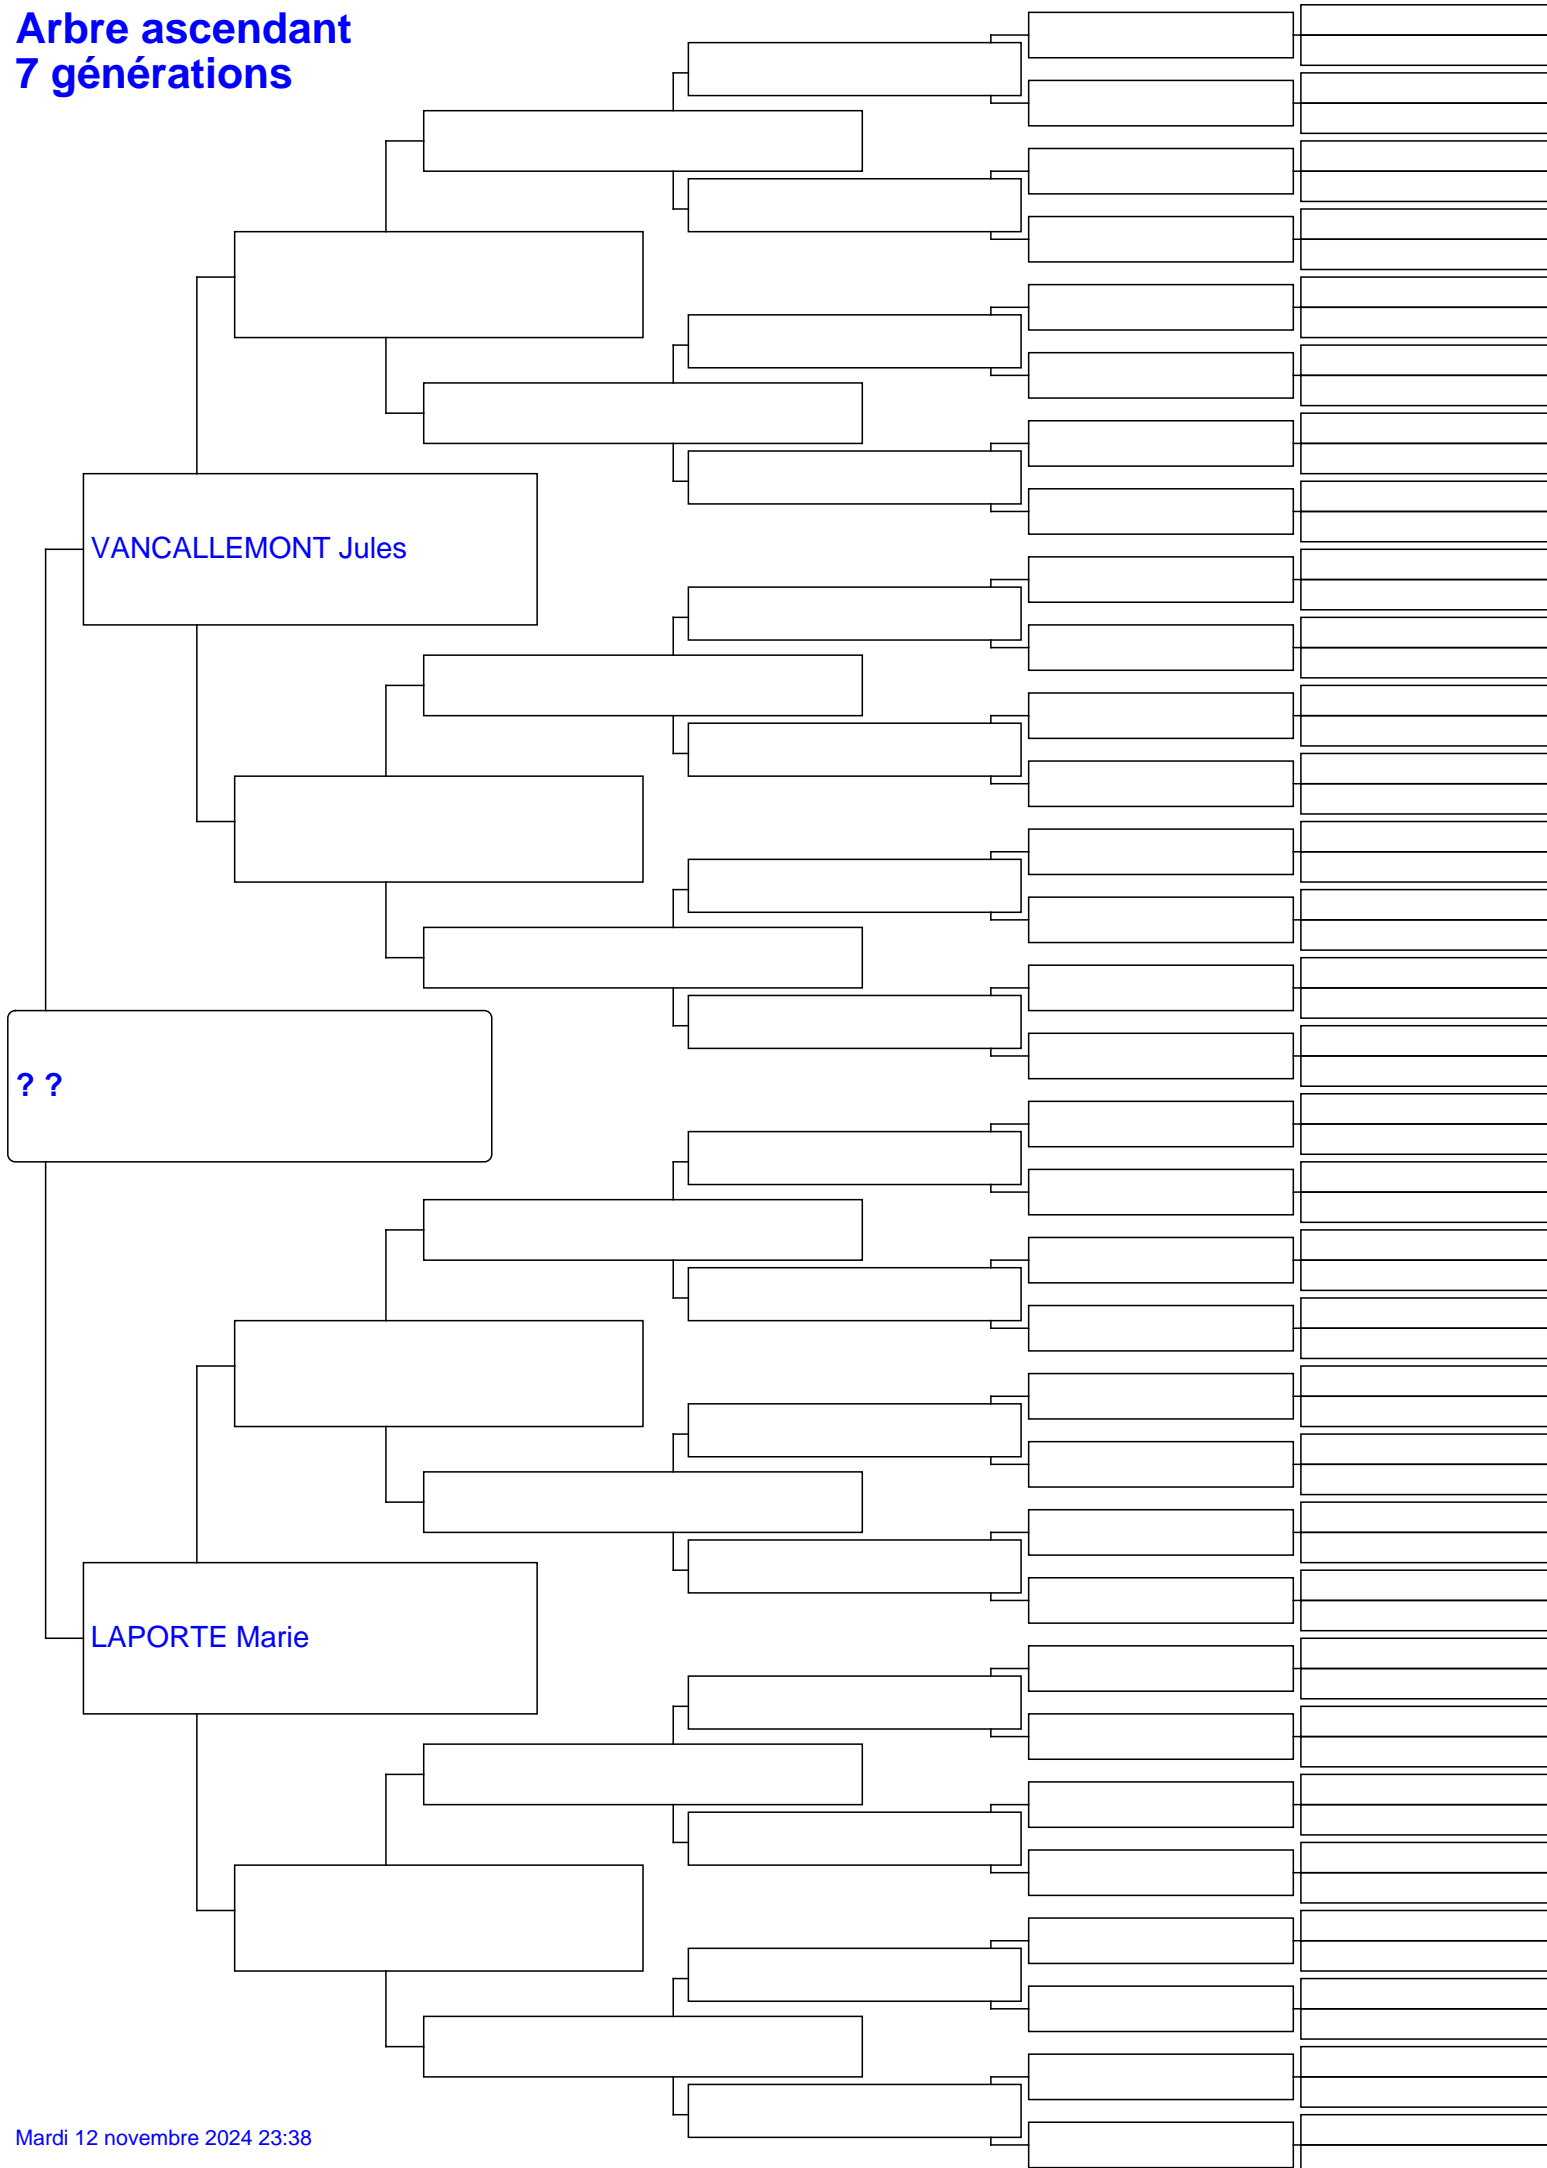 Arbre ascendant
7 générations
VANCALLEMONT Jules
? ?
LAPORTE Marie
Mardi 12 novembre 2024 23:38